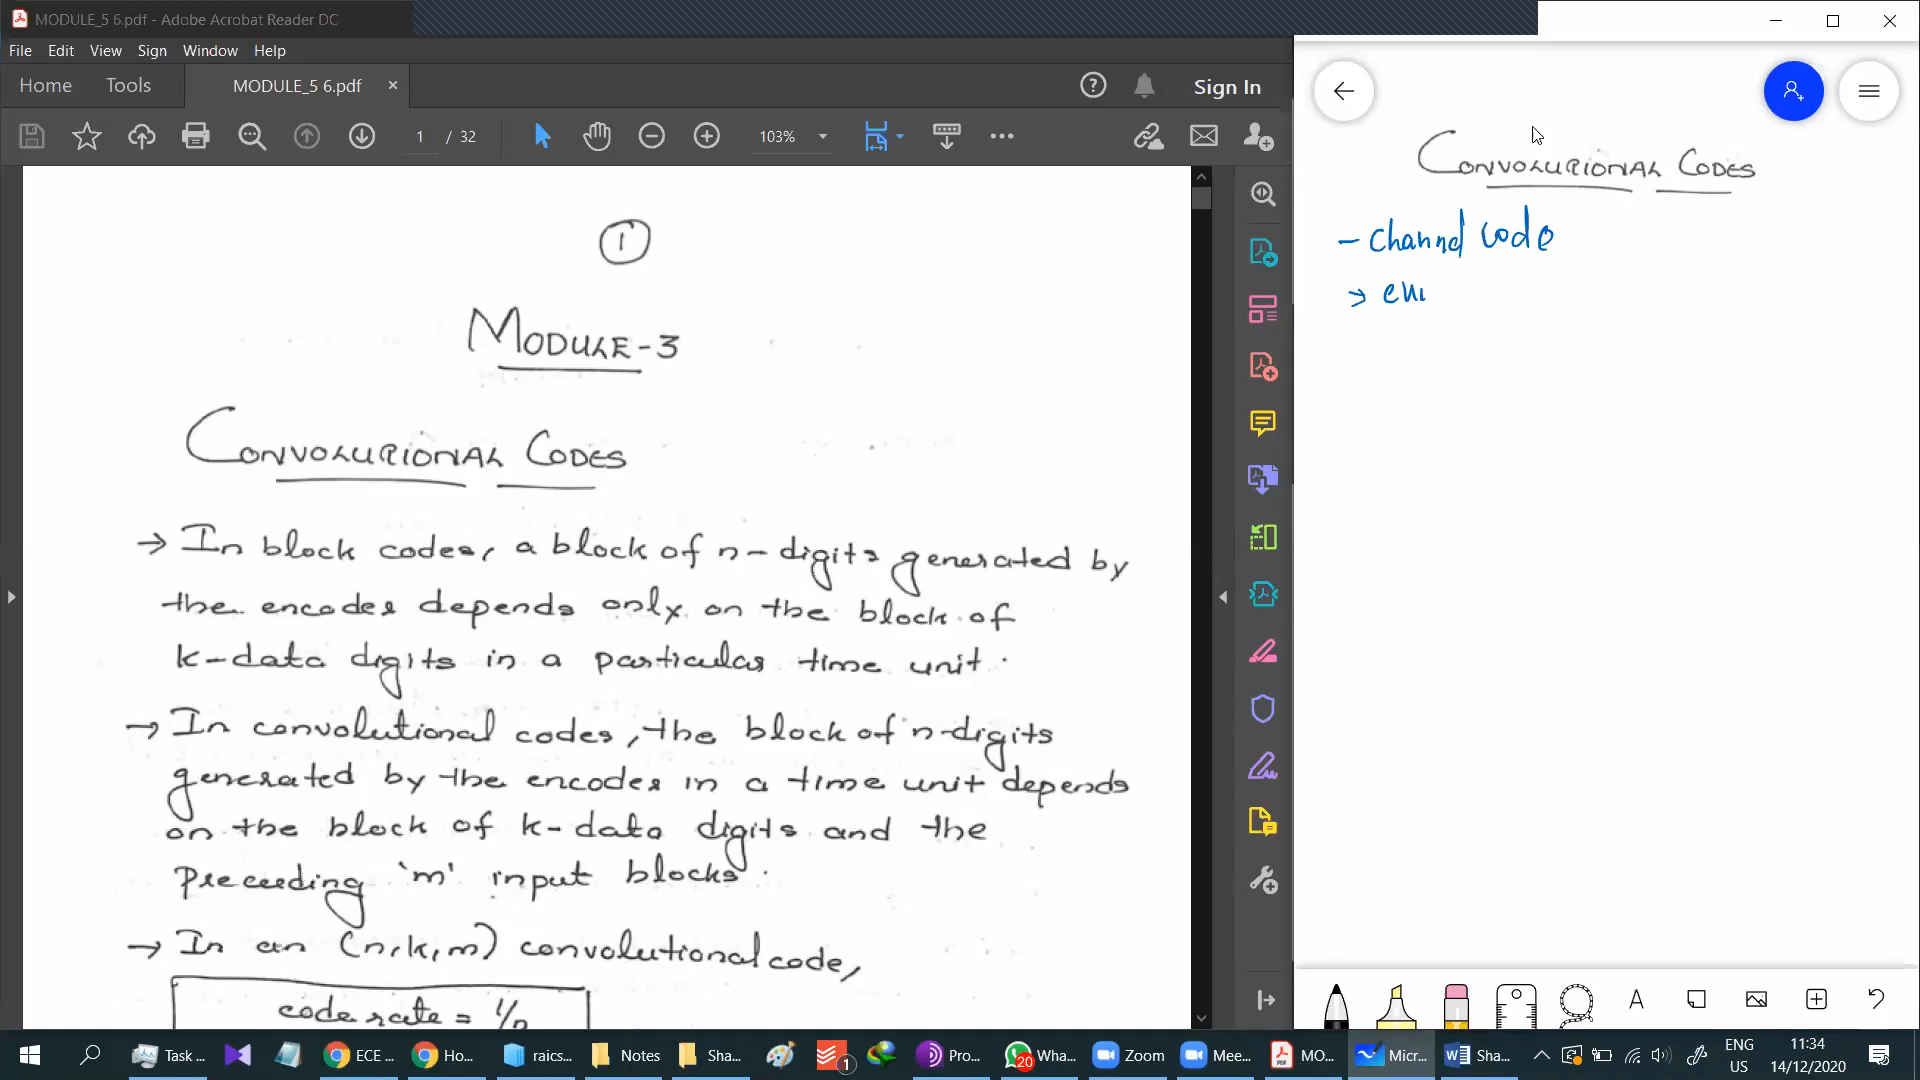 MODULE_5 6.pdf - Adobe Acrobat Reader DC
File Edit View Sign Window Help
Home Tools MODULE_5 6.pdf × Sign In
1 / 32 103%
1
MODULE-3
CONVOLUTIONAL CODES
→ In block codes, a block of n-digits generated by
the encoder depends only on the block of
k-data digits in a particular time unit.
→ In convolutional codes, the block of n-digits
generated by the encoder in a time unit depends
on the block of k-data digits and the
preceeding 'm' input blocks.
→ In an (n,k,m) convolutional code,
code rate = 1/n
CONVOLUTIONAL CODES
- channel code
→
Task ... ECE ... Ho... raics... Notes Sha... 1 Pro... 20 Wha... Zoom Mee... MO... Micr... Sha...
ENG
US
11:34
14/12/2020